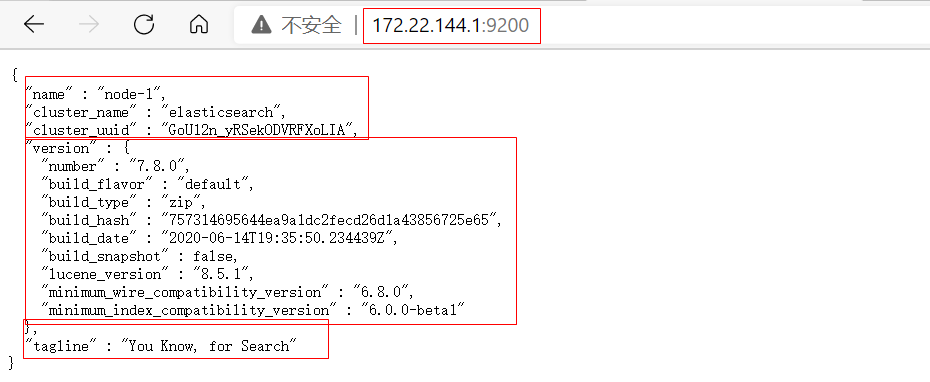 不安全 | 172.22.144.1:9200
{
"name" : "node-1",
"cluster_name" : "elasticsearch",
"cluster_uuid" : "GoUl2n_yRSekODVRFXoLIA",
"version" : {
"number" : "7.8.0",
"build_flavor" : "default",
"build_type" : "zip",
"build_hash" : "757314695644ea9a1dc2fecd26d1a43856725e65",
"build_date" : "2020-06-14T19:35:50.234439Z",
"build_snapshot" : false,
"lucene_version" : "8.5.1",
"minimum_wire_compatibility_version" : "6.8.0",
"minimum_index_compatibility_version" : "6.0.0-beta1"
},
"tagline" : "You Know, for Search"
}